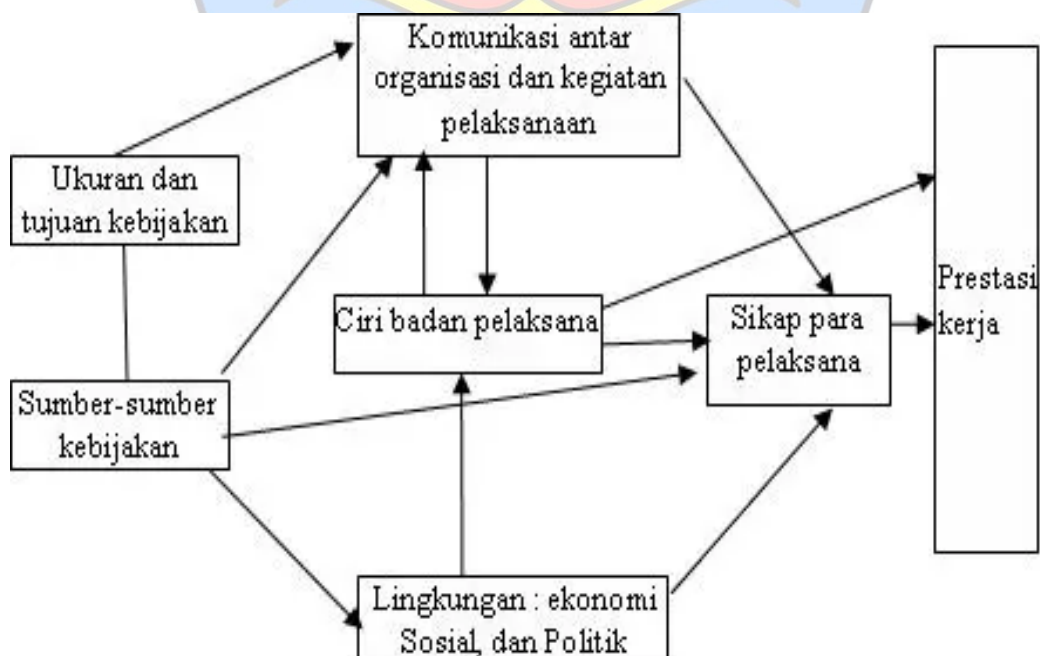 Komunikasi antar
organisasi dan kegiatan
pelaksanaan
Ukuran dan
tujuan kebijakan
Ciri badan pelaksana
Sikap para
pelaksana
Prestasi
kerja
Sumber-sumber
kebijakan
Lingkungan : ekonomi
Sosial, dan Politik